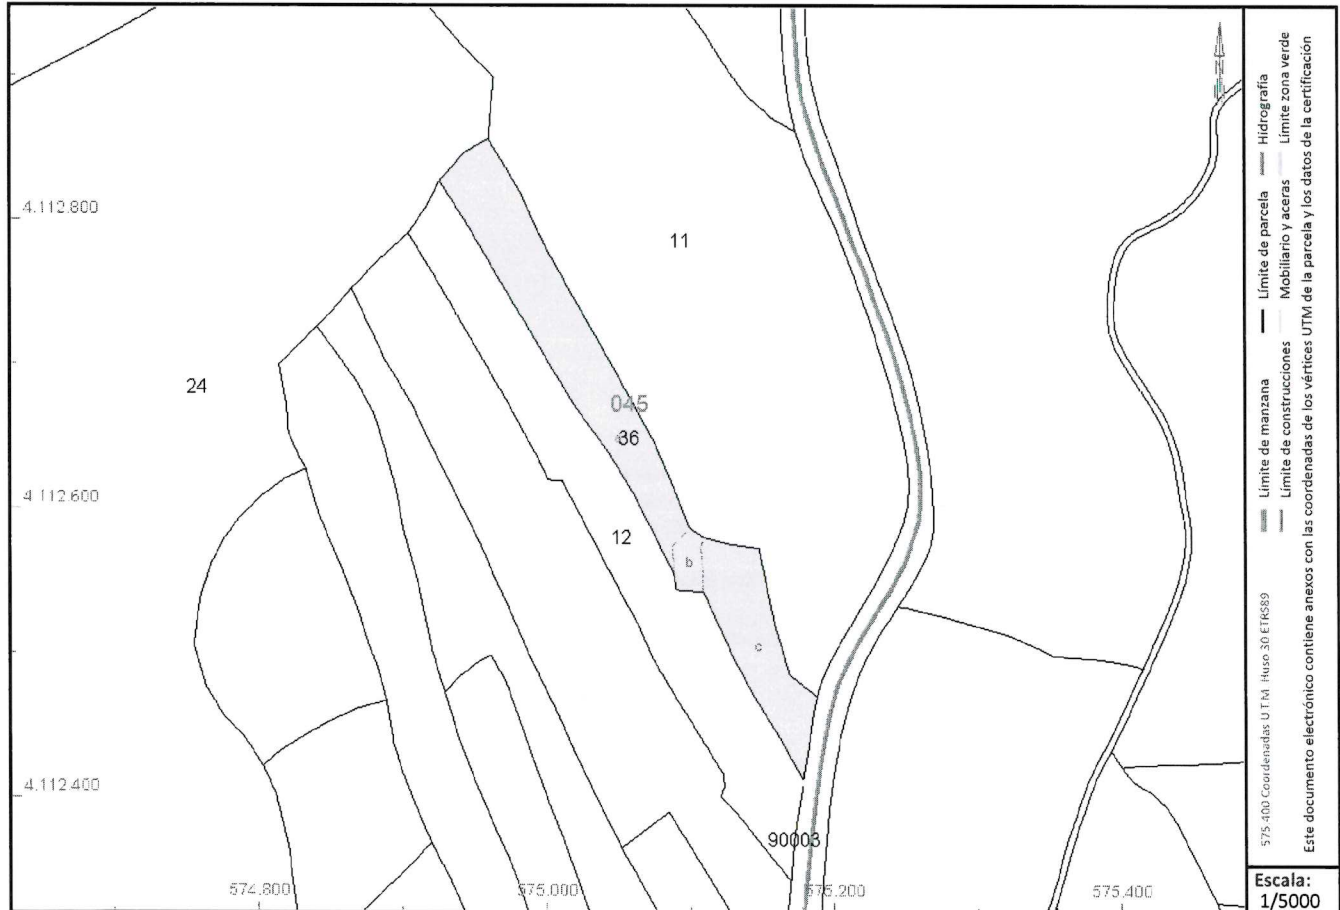 4.112.800
11
24
045
36
4.112.600
12
b
c
4.112.400
90003
574.800
575.000
575.200
575.400
575.400 Coordenadas U.T.M. Huso 30 ETRS89
Límite de manzana
Límite de parcela
Hidrografía
Límite de construcciones
Mobiliario y aceras
Límite zona verde
Este documento electrónico contiene anexos con las coordenadas de los vértices UTM de la parcela y los datos de la certificación
Escala:
1/5000